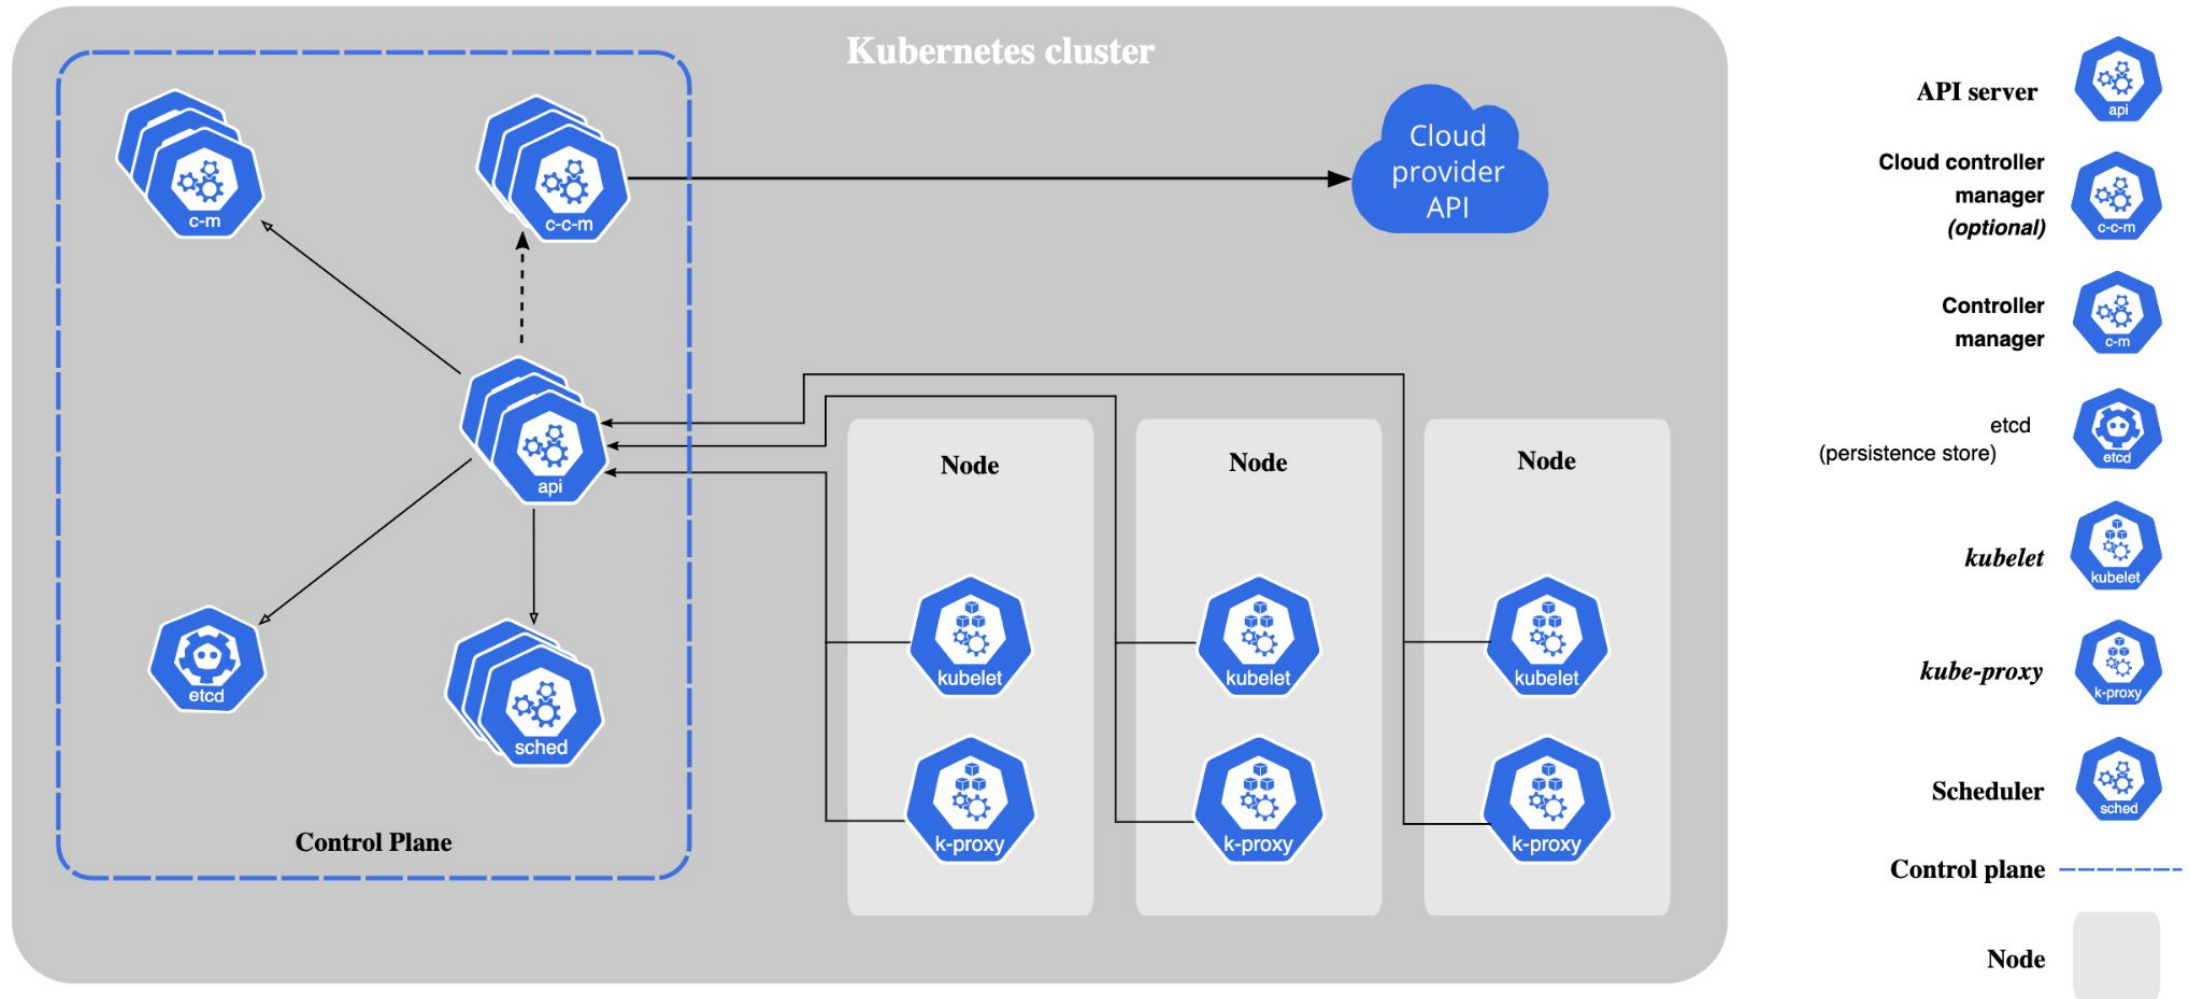 Kubernetes cluster
c-m
c-c-m
Cloud
provider
API
api
etcd
sched
Control Plane
Node
kubelet
k-proxy
Node
kubelet
k-proxy
Node
kubelet
k-proxy
API server
api
Cloud controller
manager
(optional)
c-c-m
Controller
manager
c-m
etcd
(persistence store)
etcd
kubelet
kubelet
kube-proxy
k-proxy
Scheduler
sched
Control plane
Node